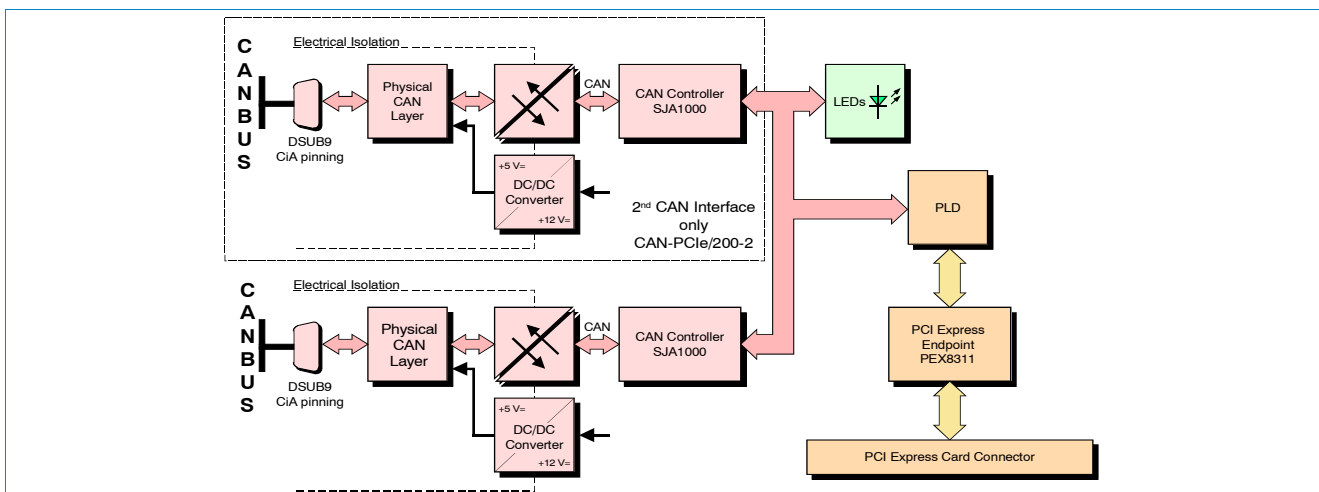 CANBUS
Electrical Isolation
DSUB9
CiA pinning
Physical
CAN
Layer
CAN
CAN Controller
SJA1000
LEDs
+5 V=
DC/DC
Converter
+12 V=
2nd CAN Interface
only
CAN-PCIe/200-2
PLD
CANBUS
Electrical Isolation
DSUB9
CiA pinning
Physical
CAN
Layer
CAN
CAN Controller
SJA1000
+5 V=
DC/DC
Converter
+12 V=
PCI Express
Endpoint
PEX8311
PCI Express Card Connector